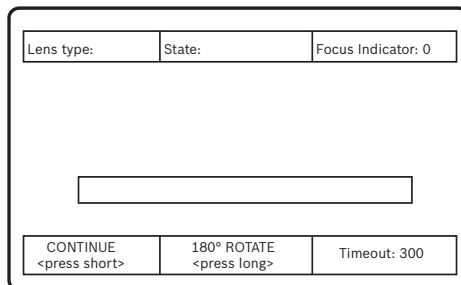 Lens type:
State:
Focus Indicator: 0
CONTINUE
<press short>
180° ROTATE
<press long>
Timeout: 300